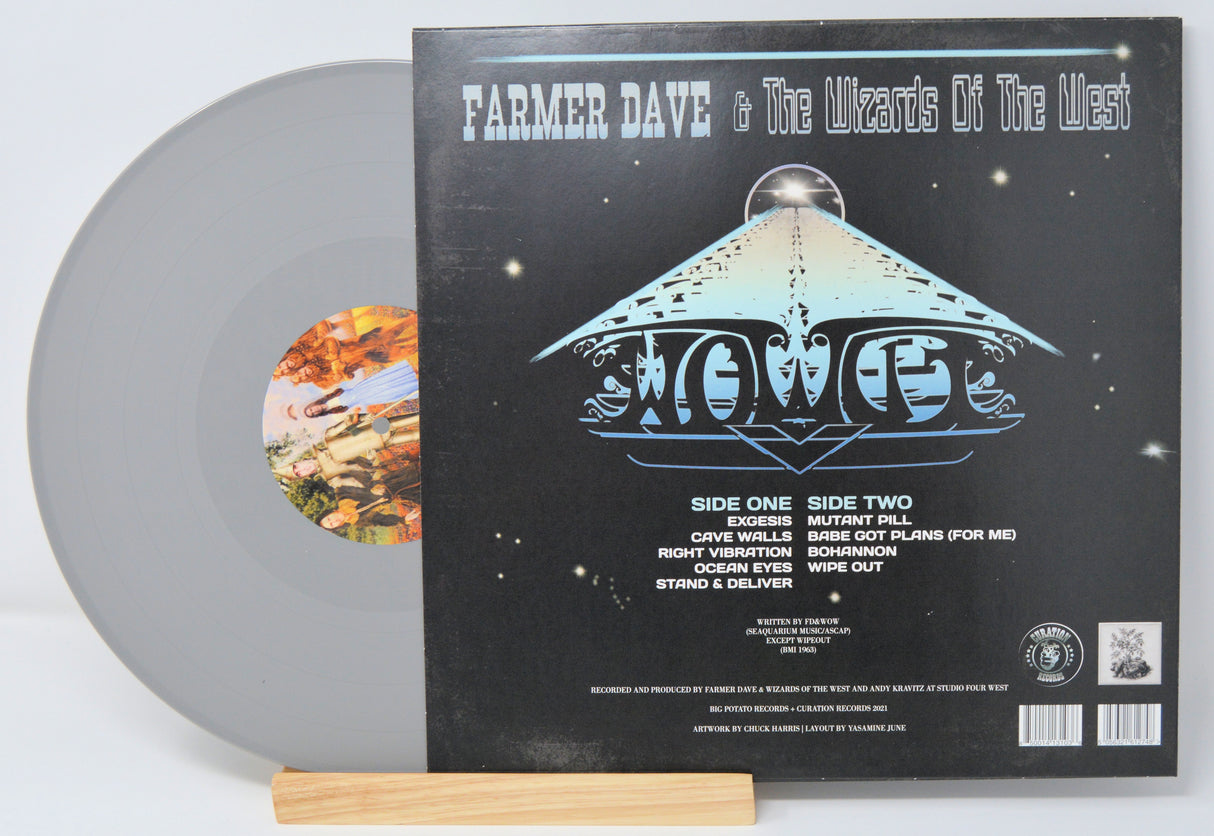 FARMER DAVE & The Wizards Of The West
WOW
SIDE ONE
EXGESIS
CAVE WALLS
RIGHT VIBRATION
OCEAN EYES
STAND & DELIVER
SIDE TWO
MUTANT PILL
BABE GOT PLANS (FOR ME)
BOHANNON
WIPE OUT
WRITTEN BY FD&WOW
(SEAQUARIUM MUSIC/ASCAP)
EXCEPT WIPEOUT
(BMI 1963)
CURATION
RECORDS
RECORDED AND PRODUCED BY FARMER DAVE & WIZARDS OF THE WEST AND ANDY KRAVITZ AT STUDIO FOUR WEST
BIG POTATO RECORDS + CURATION RECORDS 2021
ARTWORK BY CHUCK HARRIS | LAYOUT BY YASAMINE JUNE